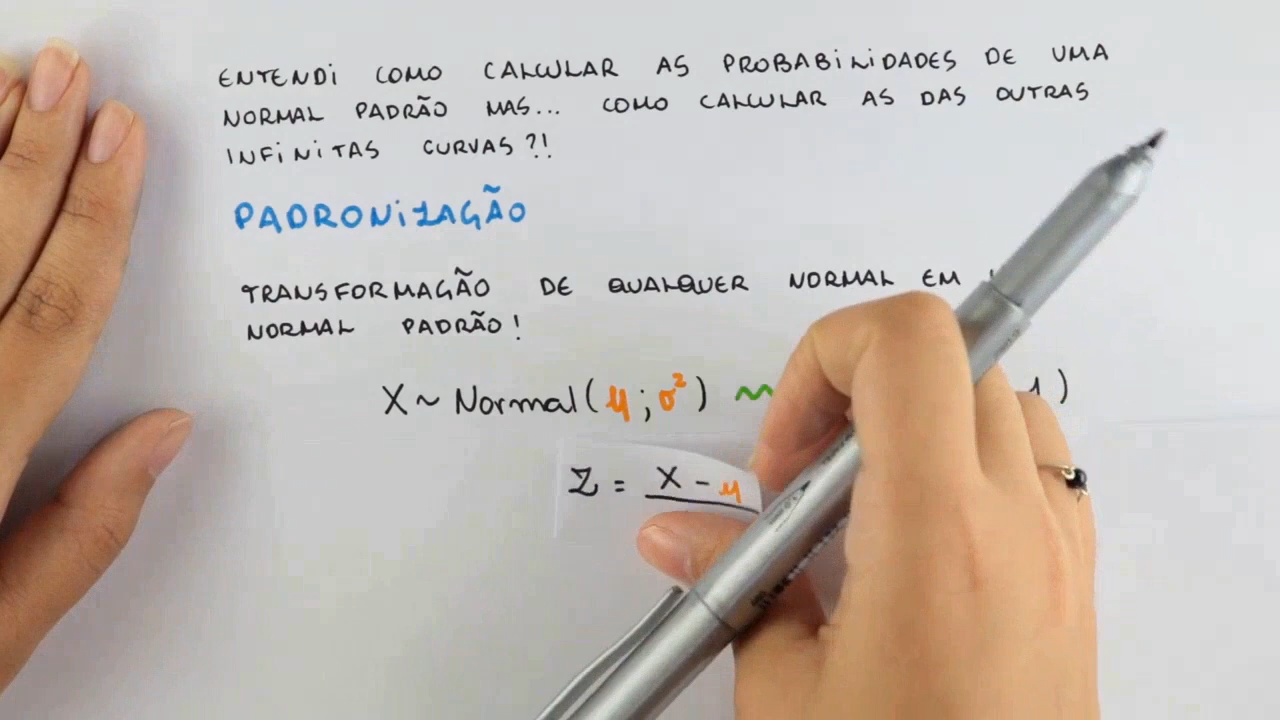 ENTENDI COMO CALCULAR AS PROBABILIDADES DE UMA
NORMAL PADRÃO MAS... COMO CALCULAR AS DAS OUTRAS
INFINITAS CURVAS?!
PADRONIZAÇÃO
TRANSFORMAÇÃO DE QUALQUER NORMAL EM
NORMAL PADRÃO!
X ~ Normal(μ; σ²) 1)
Z = X - μ